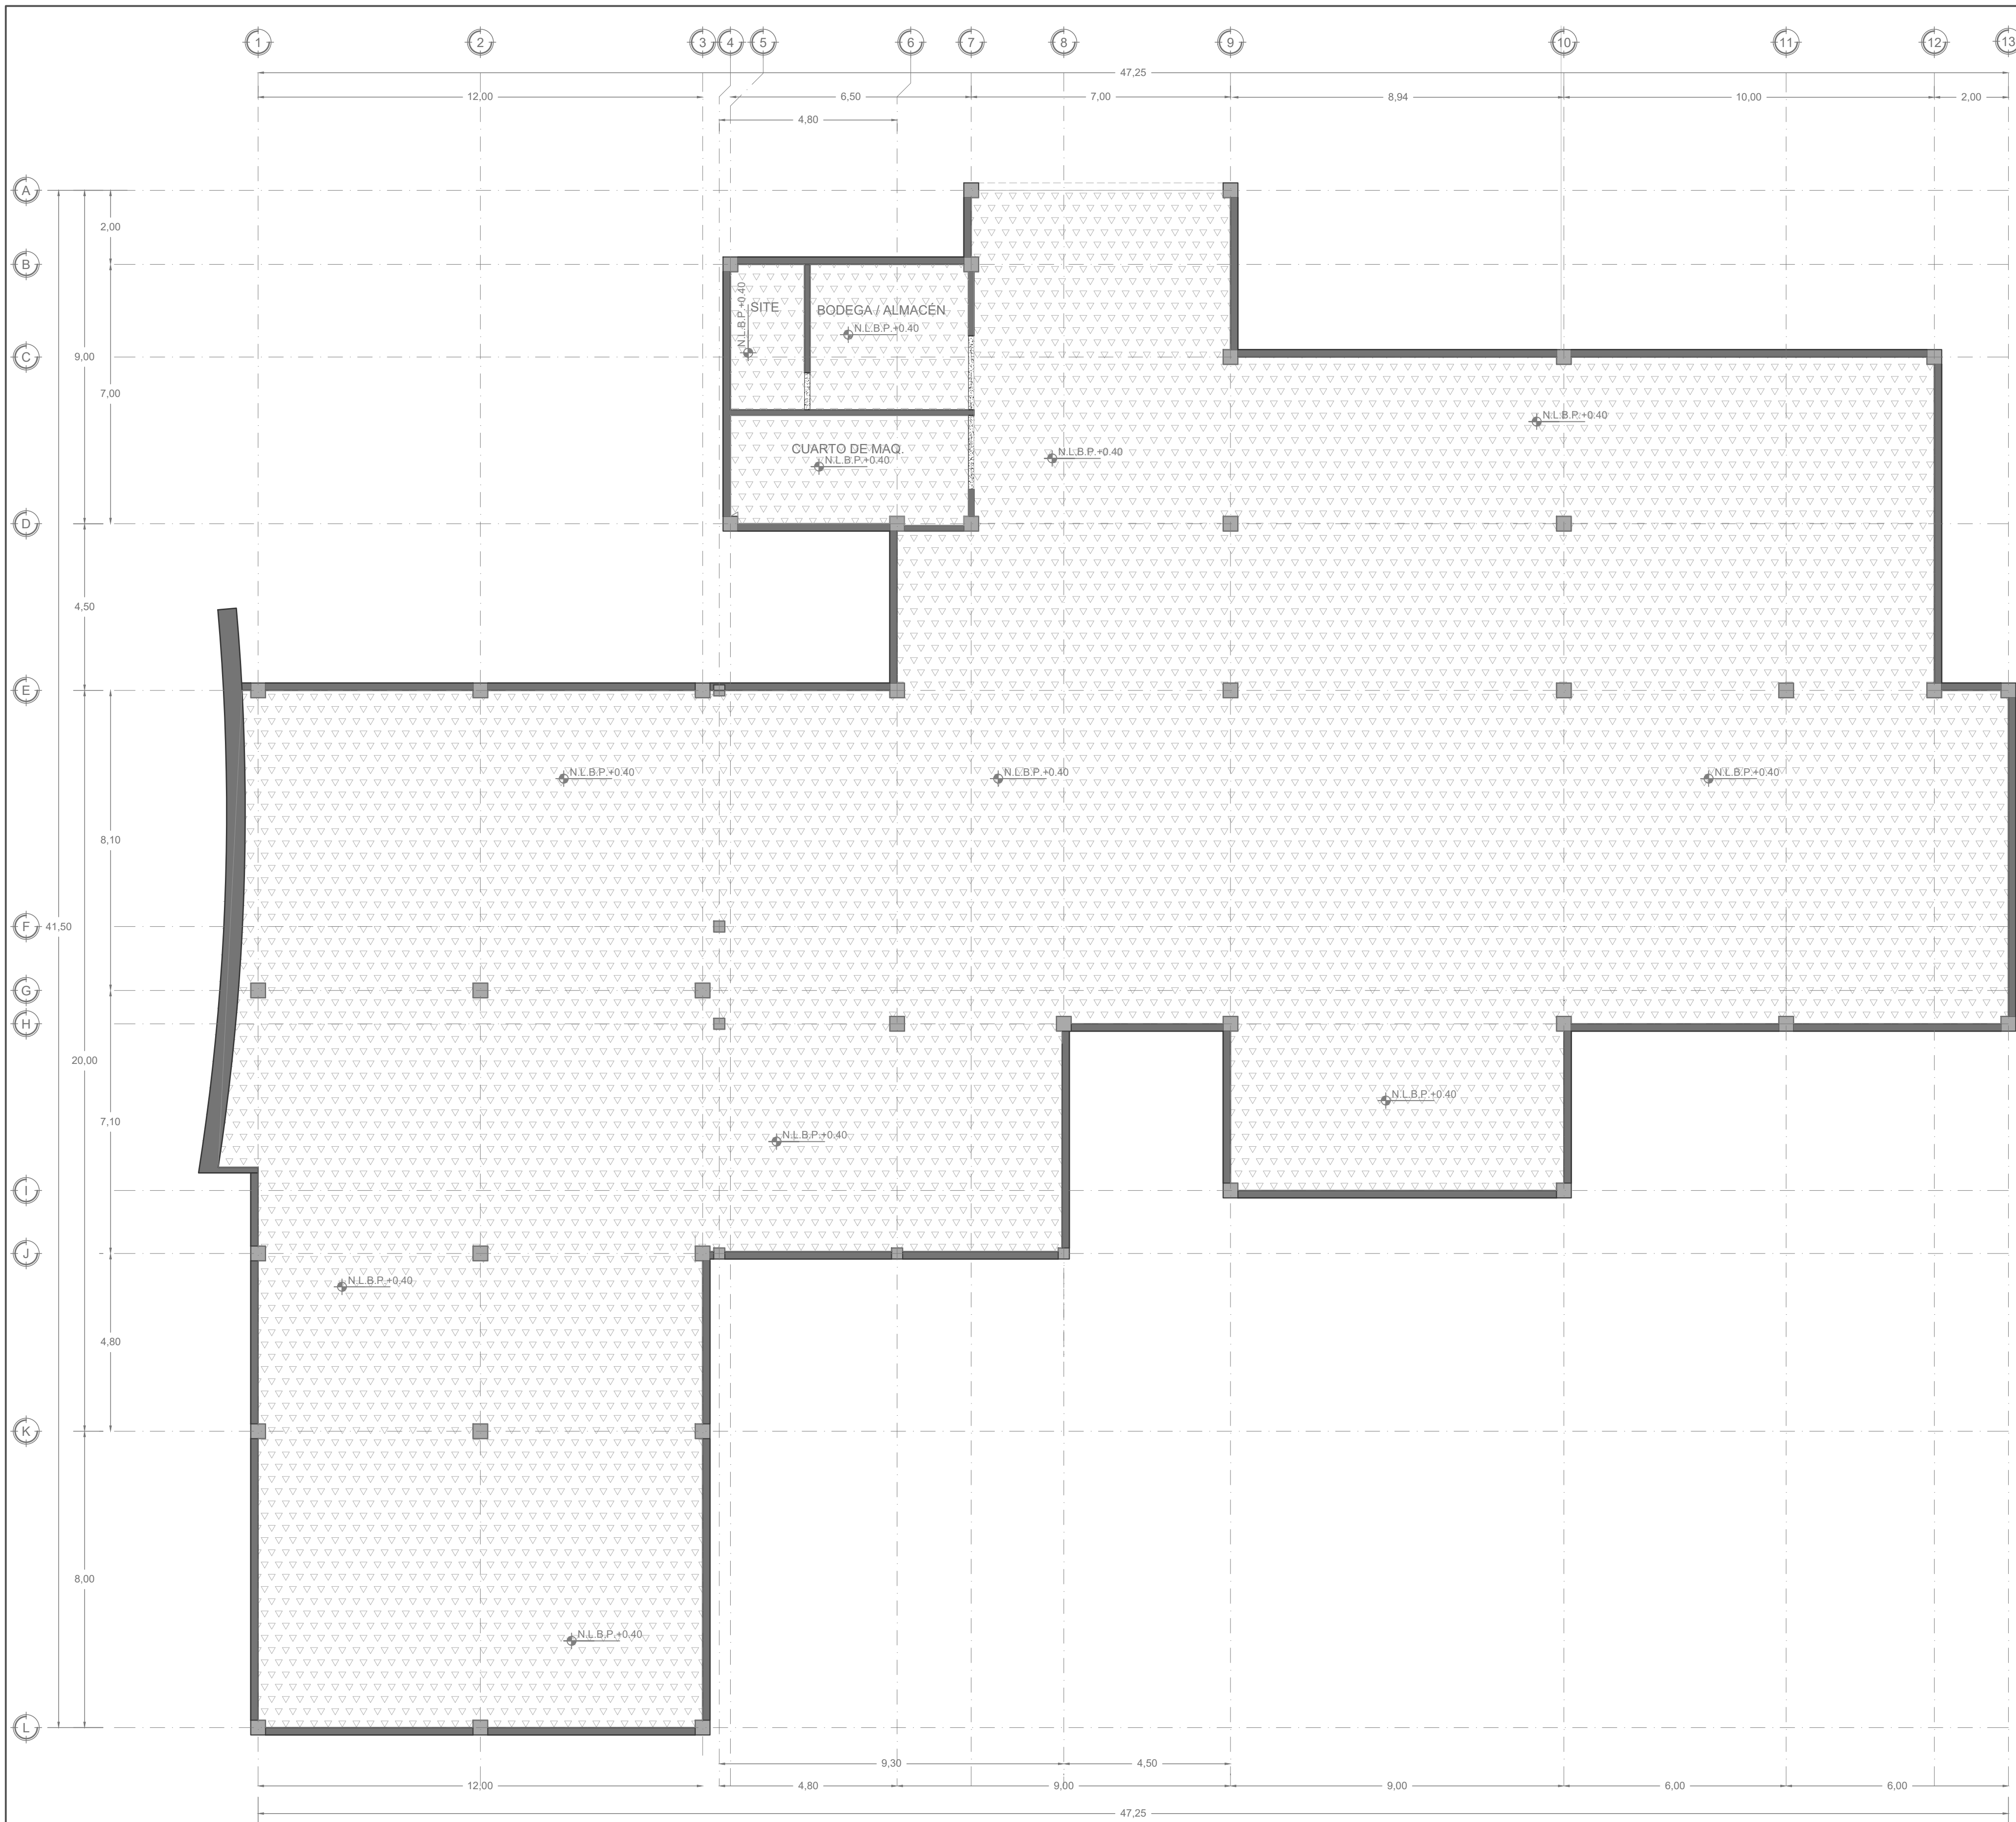 1 2 3 4 5 6 7 8 9 10 11 12 13
47,25
12,00 6,50 7,00 8,94 10,00 2,00
4,80
A
2,00
B
SITE
N.L.B.P.+0.40
BODEGA / ALMACÉN
N.L.B.P.+0.40
C
9,00
7,00
N.L.B.P.+0.40
CUARTO DE MAQ.
N.L.B.P.+0.40
N.L.B.P.+0.40
D
4,50
E
N.L.B.P.+0.40 N.L.B.P.+0.40 N.L.B.P.+0.40
8,10
F
41,50
G
H
20,00
N.L.B.P.+0.40
7,10
N.L.B.P.+0.40
I
J
N.L.B.P.+0.40
4,80
K
8,00
N.L.B.P.+0.40
L
9,30 4,50
12,00 4,80 9,00 9,00 6,00 6,00
47,25